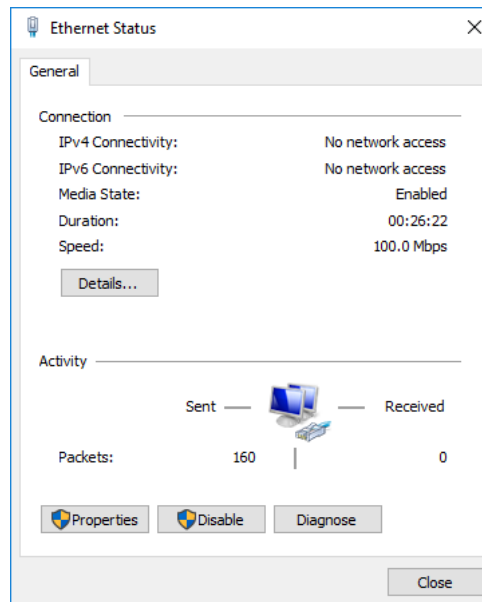 Ethernet Status
General
Connection
IPv4 Connectivity: No network access
IPv6 Connectivity: No network access
Media State: Enabled
Duration: 00:26:22
Speed: 100.0 Mbps
Details...
Activity
Sent Received
Packets: 160 0
Properties Disable Diagnose
Close